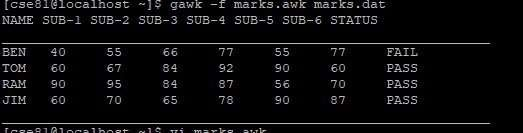 [cse81@localhost ~]$ gawk -f marks.awk marks.dat
NAME SUB-1 SUB-2 SUB-3 SUB-4 SUB-5 SUB-6 STATUS
BEN 40 55 66 77 55 77 FAIL
TOM 60 67 84 92 90 60 PASS
RAM 90 95 84 87 56 70 PASS
JIM 60 70 65 78 90 87 PASS
[cse81@localhost ~]$ vi marks.awk